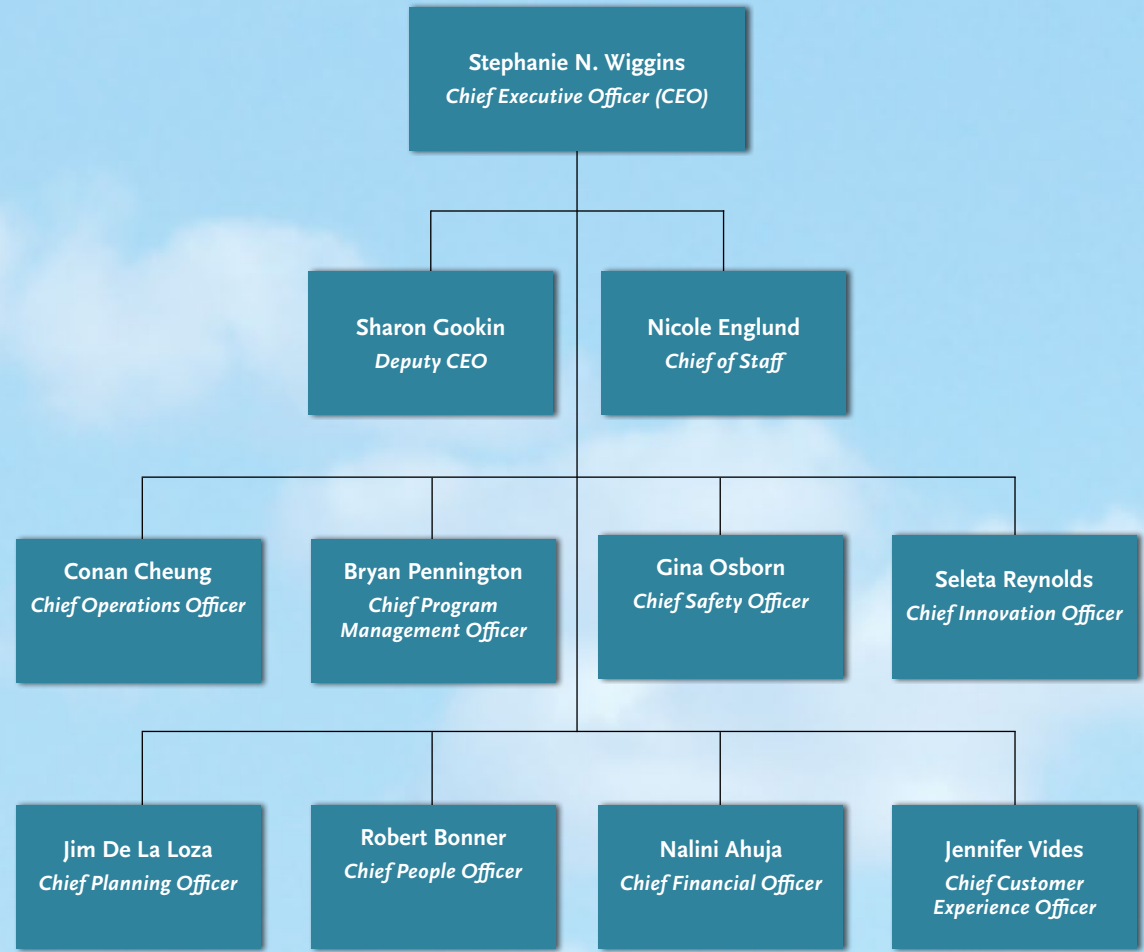 Stephanie N. Wiggins
Chief Executive Officer (CEO)
Sharon Gookin
Deputy CEO
Nicole Englund
Chief of Staff
Conan Cheung
Chief Operations Officer
Bryan Pennington
Chief Program
Management Officer
Gina Osborn
Chief Safety Officer
Seleta Reynolds
Chief Innovation Officer
Jim De La Loza
Chief Planning Officer
Robert Bonner
Chief People Officer
Nalini Ahuja
Chief Financial Officer
Jennifer Vides
Chief Customer
Experience Officer